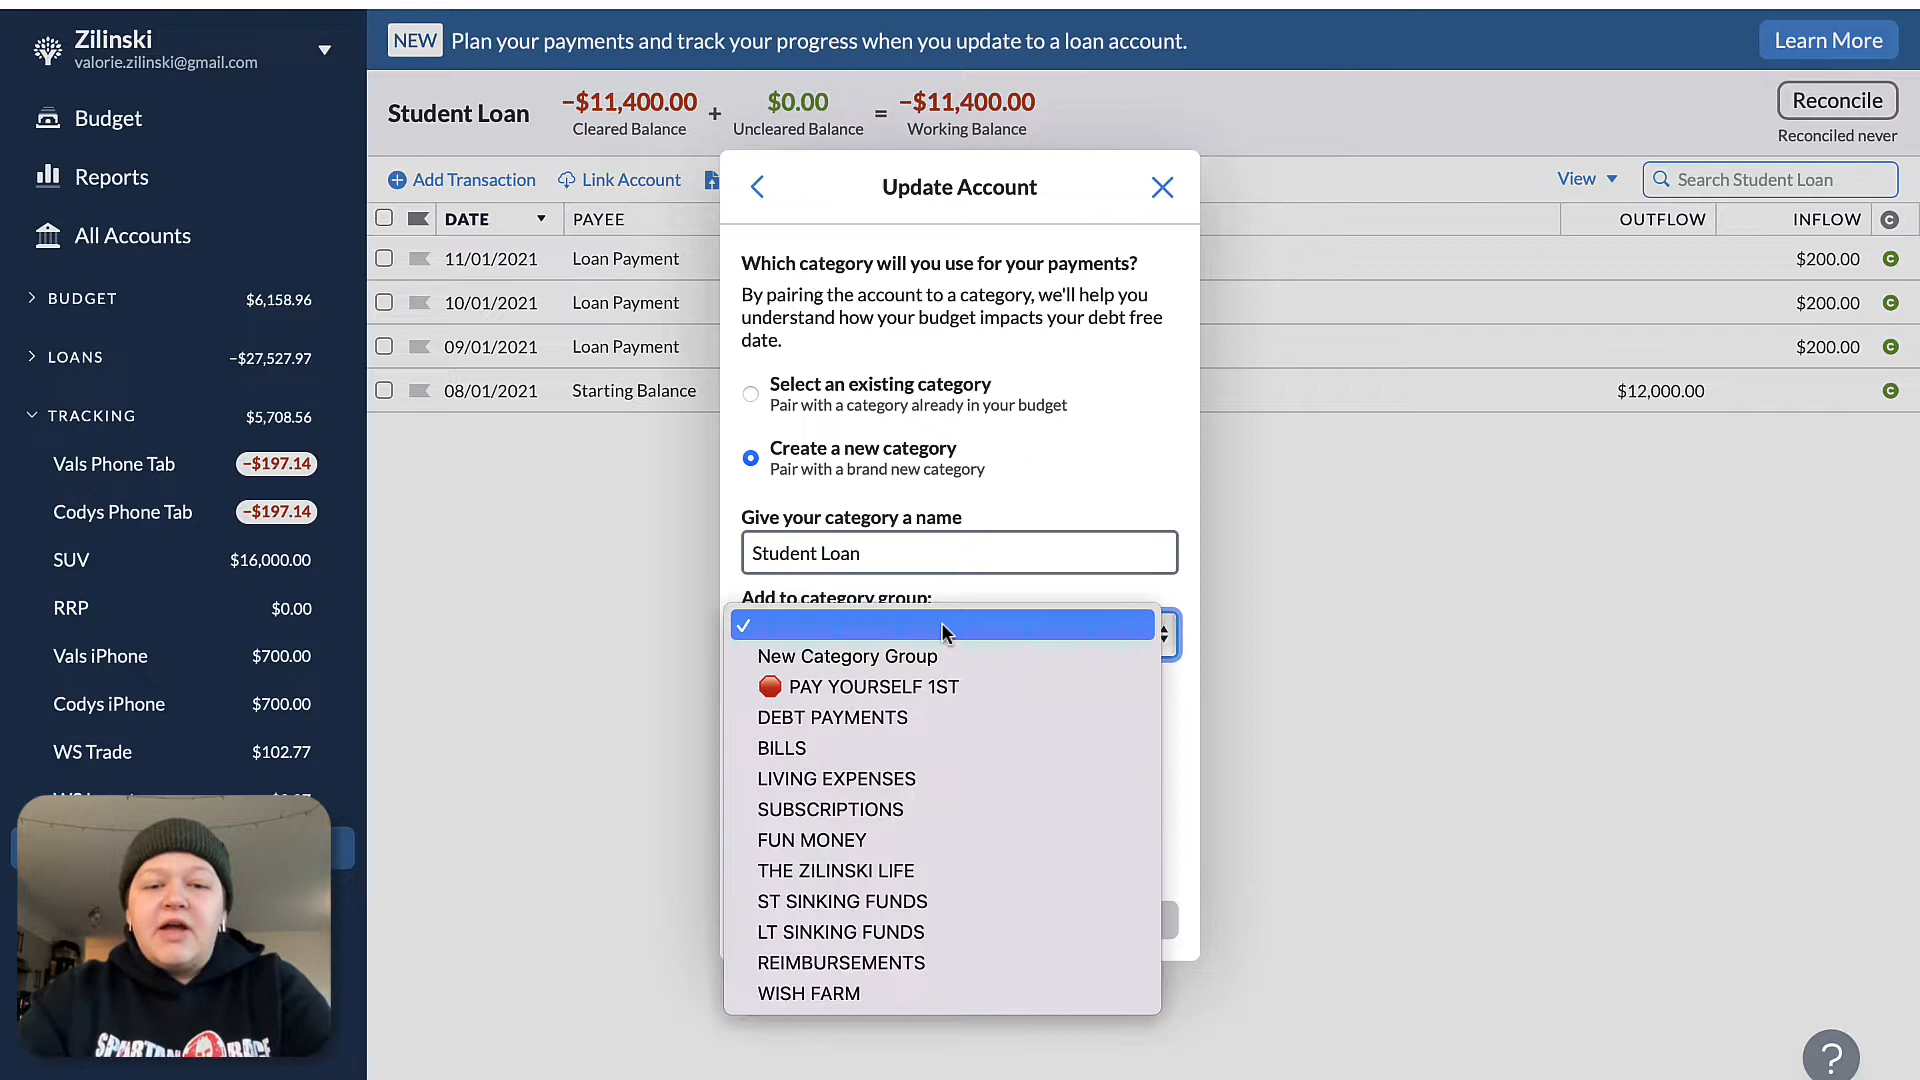 Zilinski
valorie.zilinski@gmail.com
Budget
Reports
All Accounts
BUDGET $6,158.96
LOANS −$27,527.97
TRACKING $5,708.56
Vals Phone Tab −$197.14
Codys Phone Tab −$197.14
SUV $16,000.00
RRP $0.00
Vals iPhone $700.00
Codys iPhone $700.00
WS Trade $102.77
NEW Plan your payments and track your progress when you update to a loan account.
Learn More
Student Loan
−$11,400.00 + $0.00 = −$11,400.00
Cleared Balance Uncleared Balance Working Balance
Reconcile
Reconciled never
Add Transaction Link Account
View Search Student Loan
DATE PAYEE OUTFLOW INFLOW C
11/01/2021 Loan Payment $200.00 C
10/01/2021 Loan Payment $200.00 C
09/01/2021 Loan Payment $200.00 C
08/01/2021 Starting Balance $12,000.00 C
Update Account
Which category will you use for your payments?
By pairing the account to a category, we'll help you
understand how your budget impacts your debt free
date.
Select an existing category
Pair with a category already in your budget
Create a new category
Pair with a brand new category
Give your category a name
Student Loan
Add to category group:
New Category Group
PAY YOURSELF 1ST
DEBT PAYMENTS
BILLS
LIVING EXPENSES
SUBSCRIPTIONS
FUN MONEY
THE ZILINSKI LIFE
ST SINKING FUNDS
LT SINKING FUNDS
REIMBURSEMENTS
WISH FARM
SPARTAN RACE
?